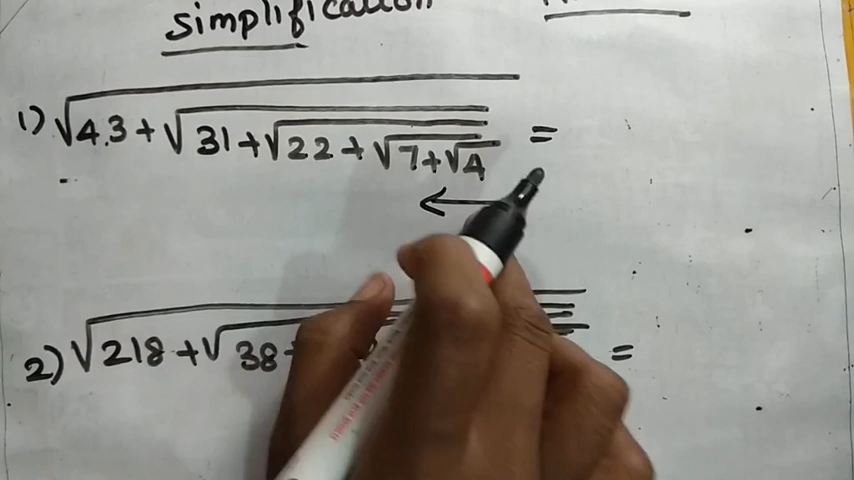 simplification
1) √43 + √31 + √22 + √7 + √4 =
2) √218 + √38 =